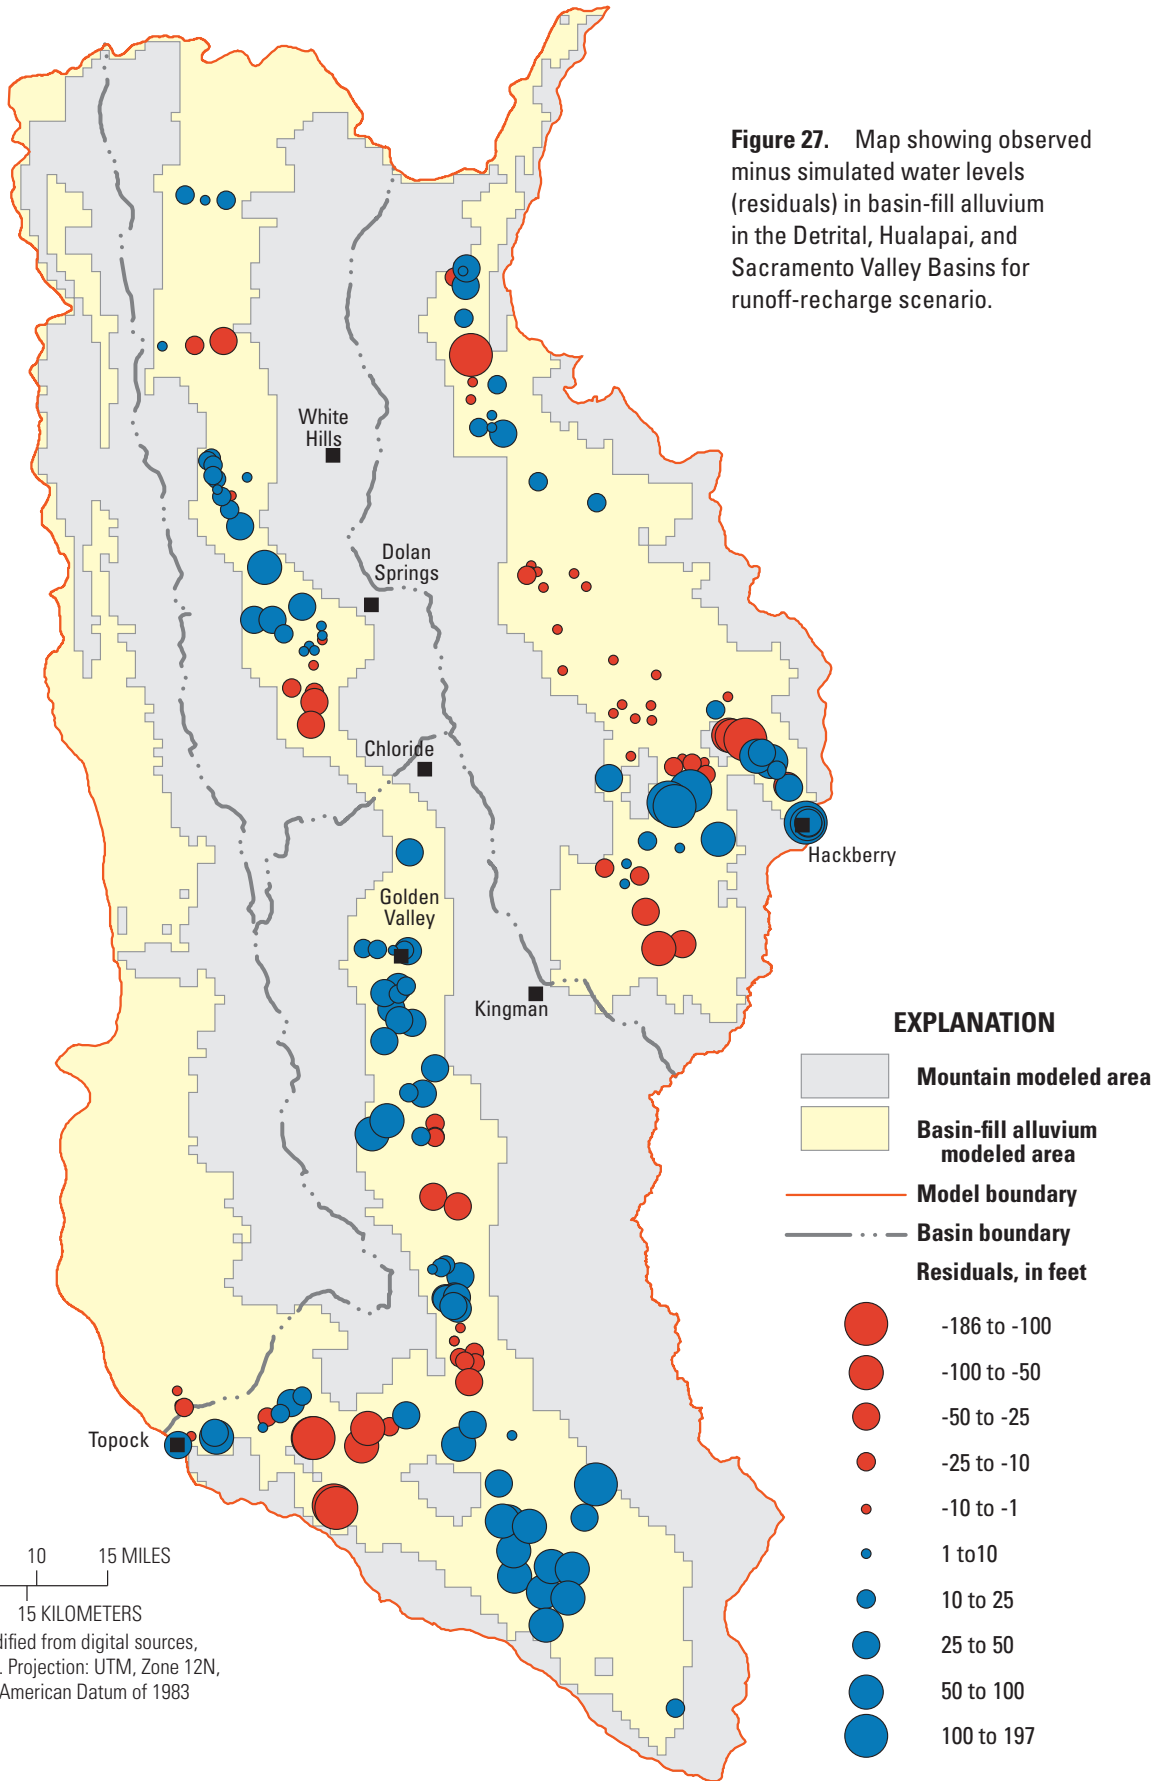 Figure 27. Map showing observed
minus simulated water levels
(residuals) in basin-fill alluvium
in the Detrital, Hualapai, and
Sacramento Valley Basins for
runoff-recharge scenario.
White
Hills
Dolan
Springs
Chloride
Hackberry
Golden
Valley
Kingman
Topock
EXPLANATION
Mountain modeled area
Basin-fill alluvium
modeled area
Model boundary
Basin boundary
Residuals, in feet
-186 to -100
-100 to -50
-50 to -25
-25 to -10
-10 to -1
1 to10
10 to 25
25 to 50
50 to 100
100 to 197
10 15 MILES
15 KILOMETERS
from digital sources,
Projection: UTM, Zone 12N,
American Datum of 1983